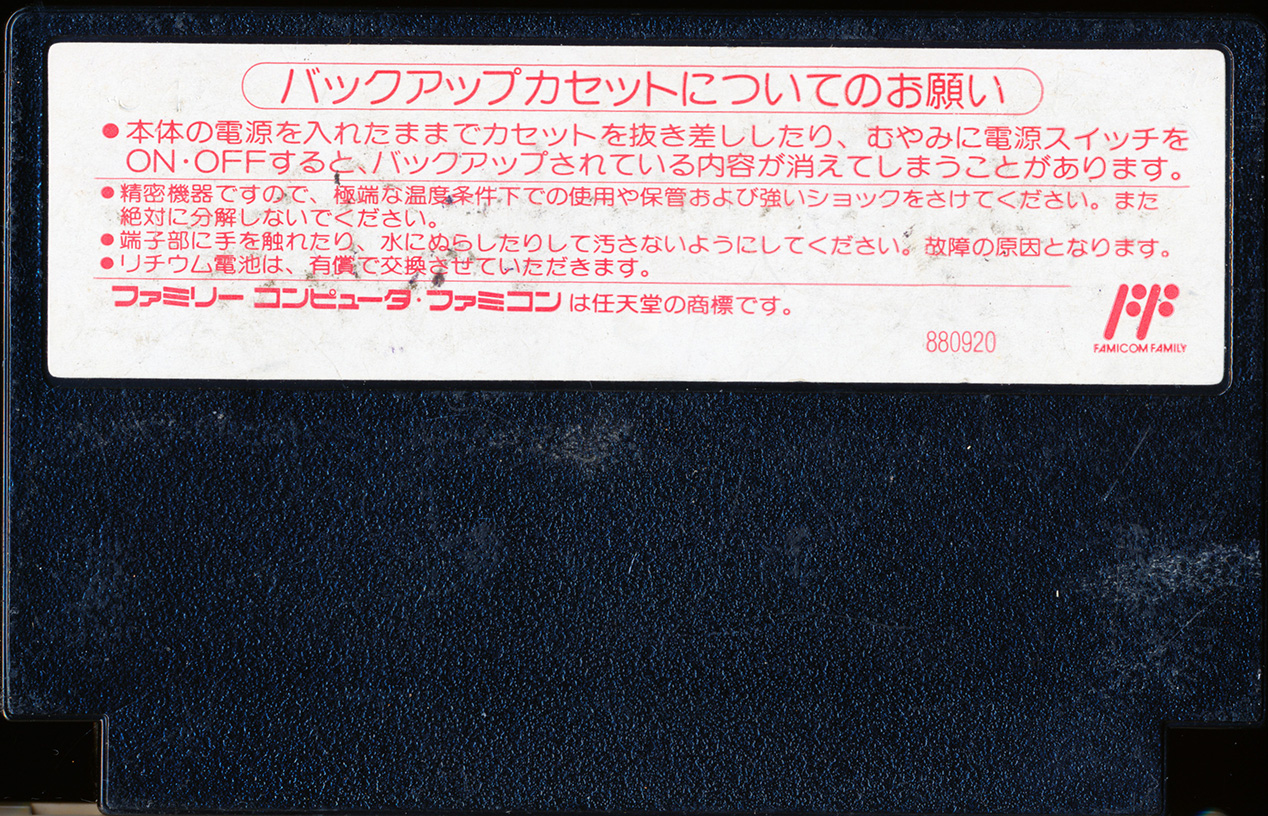 バックアップカセットについてのお願い
●本体の電源を入れたままでカセットを抜き差ししたり、むやみに電源スイッチを
ON・OFFすると、バックアップされている内容が消えてしまうことがあります。
●精密機器ですので、極端な温度条件下での使用や保管および強いショックをさけてください。また
絶対に分解しないでください。
●端子部に手を触れたり、水にぬらしたりして汚さないようにしてください。故障の原因となります。
●リチウム電池は、有償で交換させていただきます。
ファミリー コンピュータ・ファミコンは任天堂の商標です。
880920
FAMICOM FAMILY